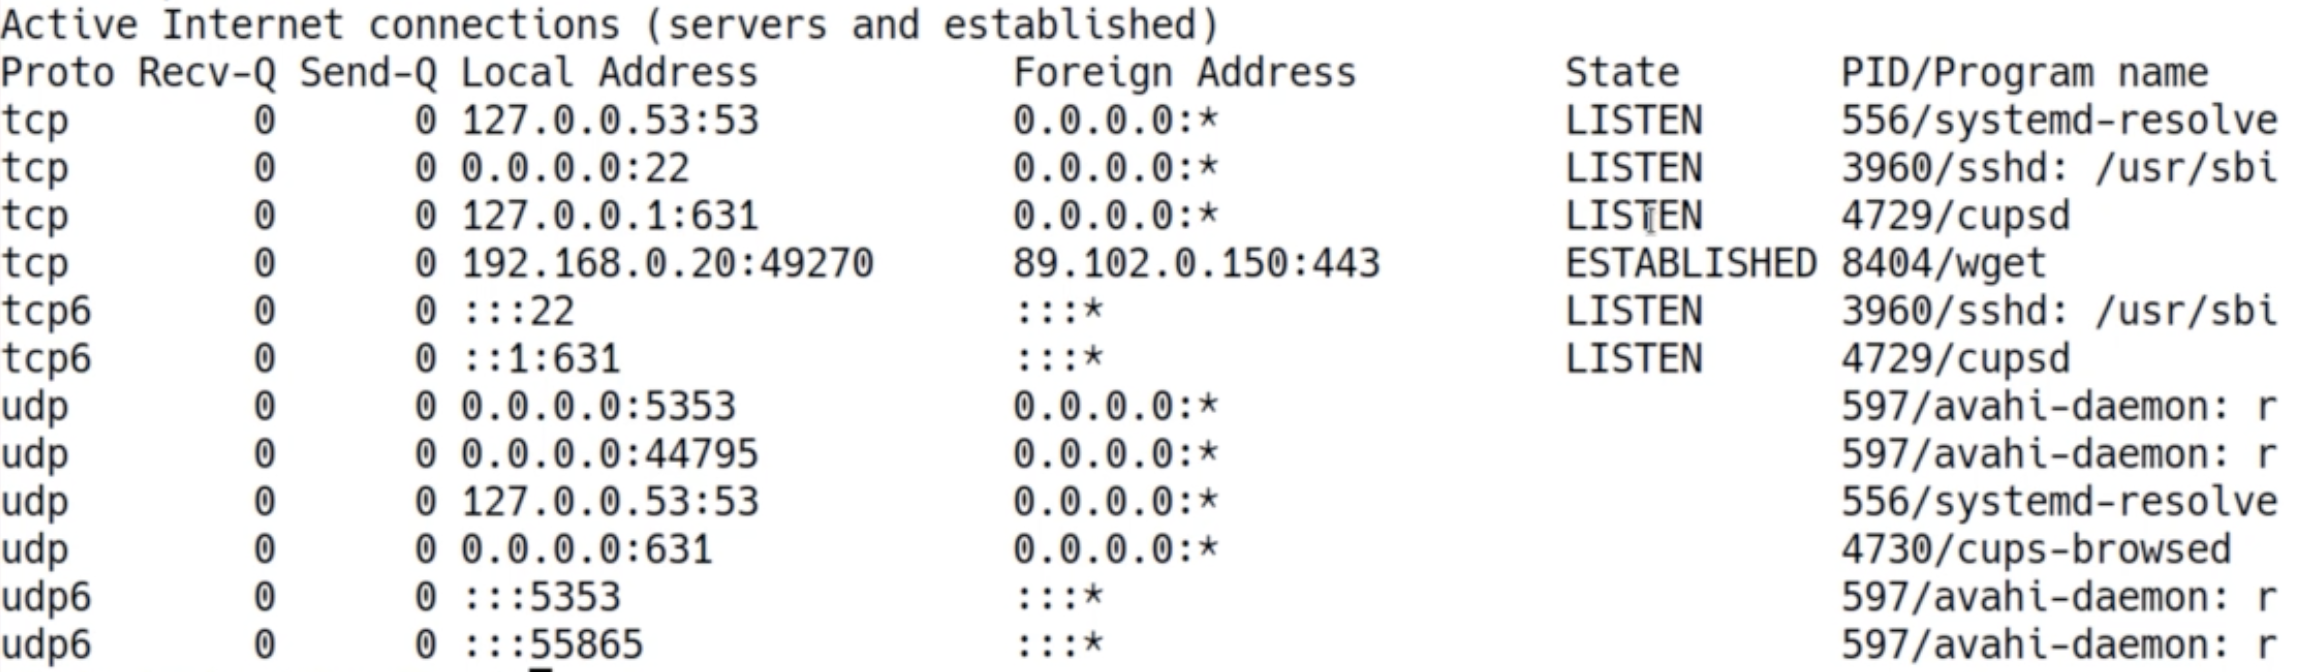 Active Internet connections (servers and established)
Proto Recv-Q Send-Q Local Address           Foreign Address         State       PID/Program name
tcp        0      0 127.0.0.53:53           0.0.0.0:*               LISTEN      556/systemd-resolve
tcp        0      0 0.0.0.0:22              0.0.0.0:*               LISTEN      3960/sshd: /usr/sbi
tcp        0      0 127.0.0.1:631           0.0.0.0:*               LISTEN      4729/cupsd
tcp        0      0 192.168.0.20:49270      89.102.0.150:443        ESTABLISHED 8404/wget
tcp6       0      0 :::22                   :::*                    LISTEN      3960/sshd: /usr/sbi
tcp6       0      0 ::1:631                 :::*                    LISTEN      4729/cupsd
udp        0      0 0.0.0.0:5353            0.0.0.0:*                           597/avahi-daemon: r
udp        0      0 0.0.0.0:44795           0.0.0.0:*                           597/avahi-daemon: r
udp        0      0 127.0.0.53:53           0.0.0.0:*                           556/systemd-resolve
udp        0      0 0.0.0.0:631             0.0.0.0:*                           4730/cups-browsed
udp6       0      0 :::5353                 :::*                                597/avahi-daemon: r
udp6       0      0 :::55865                :::*                                597/avahi-daemon: r